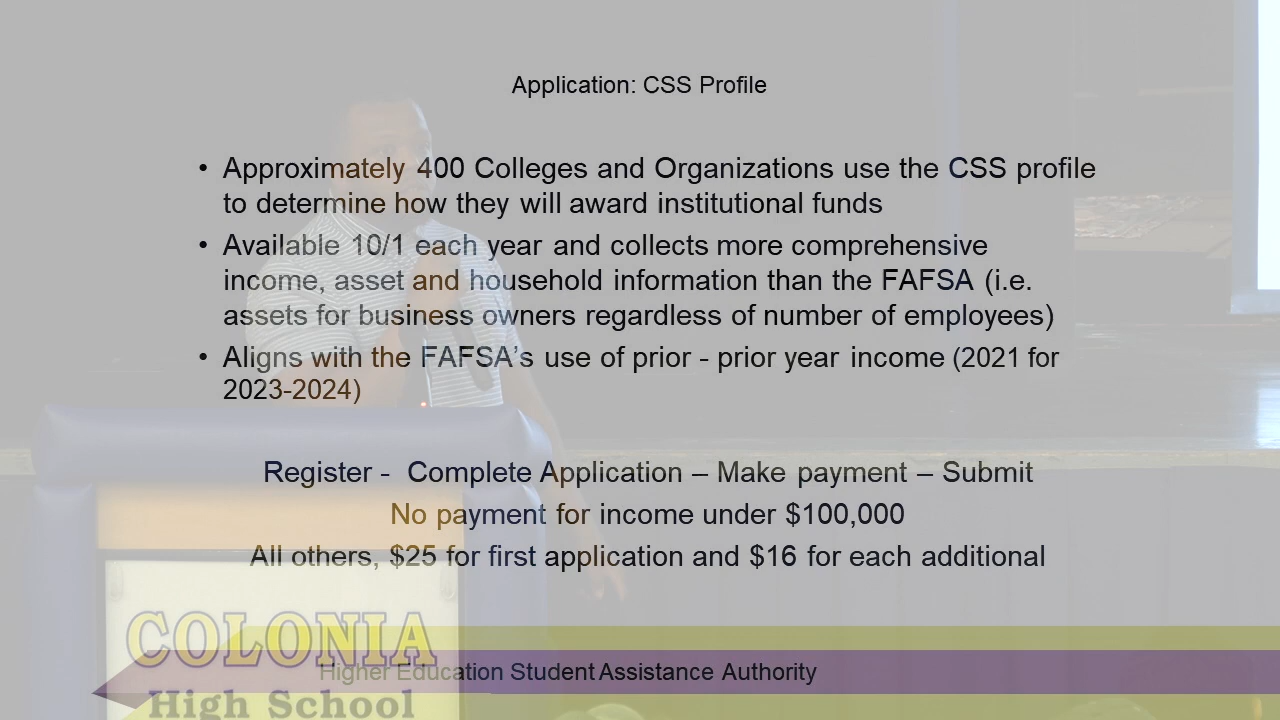 Application: CSS Profile
• Approximately 400 Colleges and Organizations use the CSS profile
to determine how they will award institutional funds
• Available 10/1 each year and collects more comprehensive
income, asset and household information than the FAFSA (i.e.
assets for business owners regardless of number of employees)
• Aligns with the FAFSA's use of prior - prior year income (2021 for
2023-2024)
Register - Complete Application – Make payment – Submit
No payment for income under $100,000
All others, $25 for first application and $16 for each additional
COLONIA
Higher Education Student Assistance Authority
High School